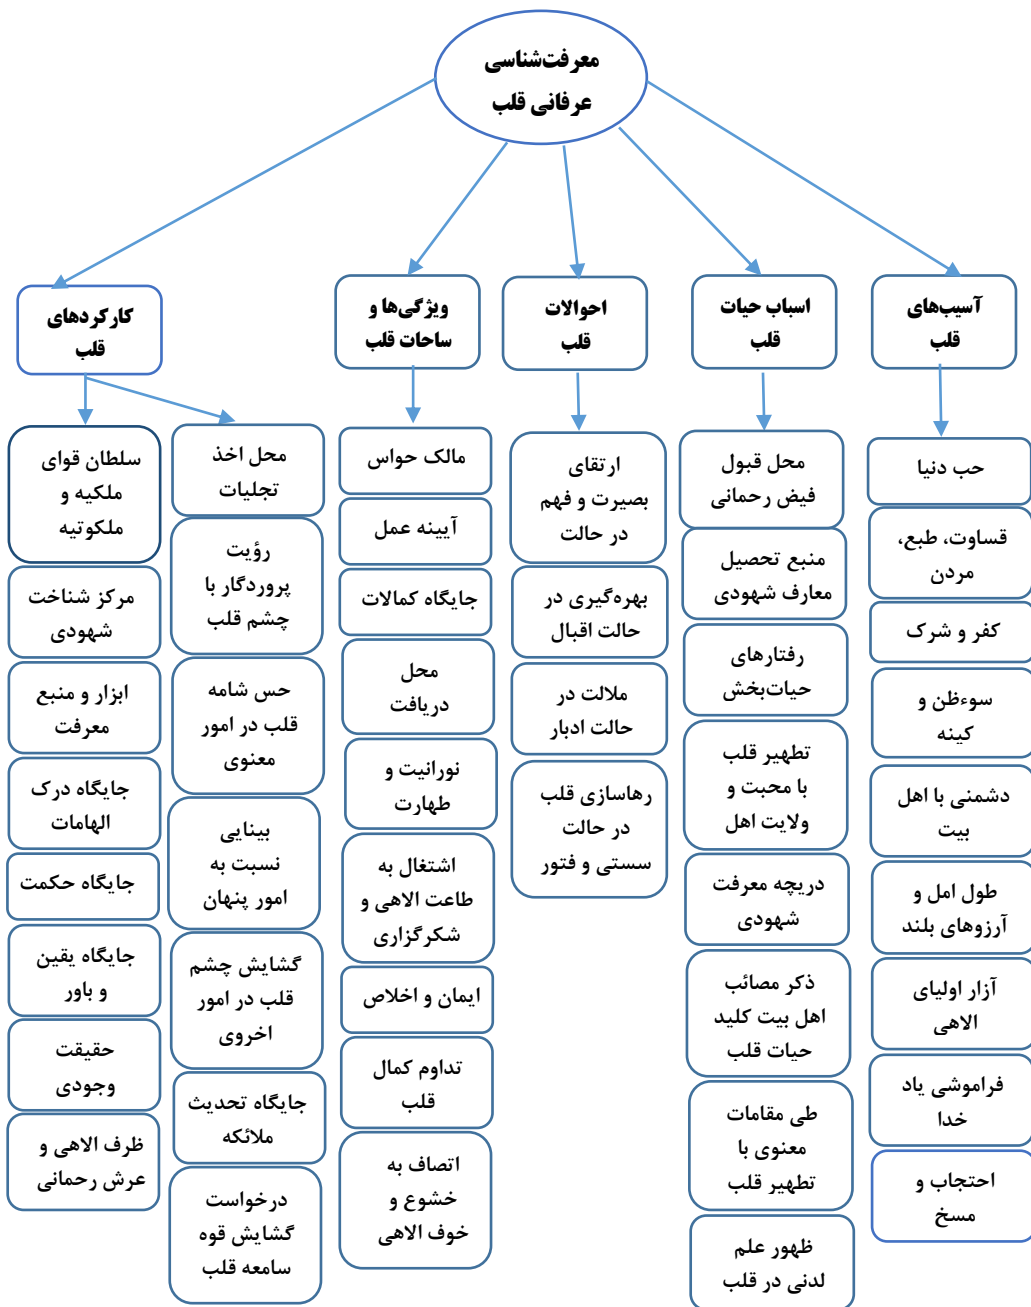 معرفت‌شناسی
عرفانی قلب
آسیب‌های
قلب
اسباب حیات
قلب
احوالات
قلب
ویژگی‌ها و
ساحات قلب
کارکردهای
قلب
حب دنیا
قساوت، طبع،
مردن
کفر و شرک
سوءظن و
کینه
دشمنی با اهل
بیت
طول امل و
آرزوهای بلند
آزار اولیای
الاهی
فراموشی یاد
خدا
احتجاب و
مسخ
محل قبول
فیض رحمانی
منبع تحصیل
معارف شهودی
رفتارهای
حیات‌بخش
تطهیر قلب
با محبت و
ولایت اهل
دریچه معرفت
شهودی
ذکر مصائب
اهل بیت کلید
حیات قلب
طی مقامات
معنوی با
تطهیر قلب
ظهور علم
لدنی در قلب
ارتقای
بصیرت و فهم
در حالت
بهره‌گیری در
حالت اقبال
ملالت در
حالت ادبار
رهاسازی قلب
در حالت
سستی و فتور
مالک حواس
آیینه عمل
جایگاه کمالات
محل
دریافت
نورانیت و
طهارت
اشتغال به
طاعت الاهی و
شکرگزاری
ایمان و اخلاص
تداوم کمال
قلب
اتصاف به
خشوع و
خوف الاهی
محل اخذ
تجلیات
رؤیت
پروردگار با
چشم قلب
حس شامه
قلب در امور
معنوی
بینایی
نسبت به
امور پنهان
گشایش چشم
قلب در امور
اخروی
جایگاه تحدیث
ملائکه
درخواست
گشایش قوه
سامعه قلب
سلطان قوای
ملکیه و
ملکوتیه
مرکز شناخت
شهودی
ابزار و منبع
معرفت
جایگاه درک
الهامات
جایگاه حکمت
جایگاه یقین
و باور
حقیقت
وجودی
ظرف الاهی و
عرش رحمانی